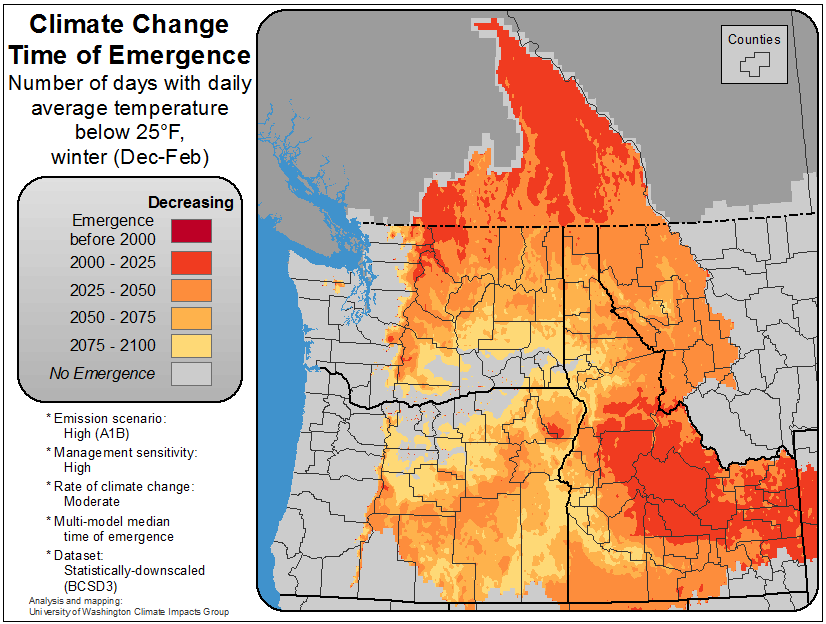 Climate Change
Time of Emergence
Number of days with daily
average temperature
below 25°F,
winter (Dec-Feb)
Decreasing
Emergence
before 2000
2000 - 2025
2025 - 2050
2050 - 2075
2075 - 2100
No Emergence
* Emission scenario:
High (A1B)
* Management sensitivity:
High
* Rate of climate change:
Moderate
* Multi-model median
time of emergence
* Dataset:
Statistically-downscaled
(BCSD3)
Analysis and mapping:
University of Washington Climate Impacts Group
Counties